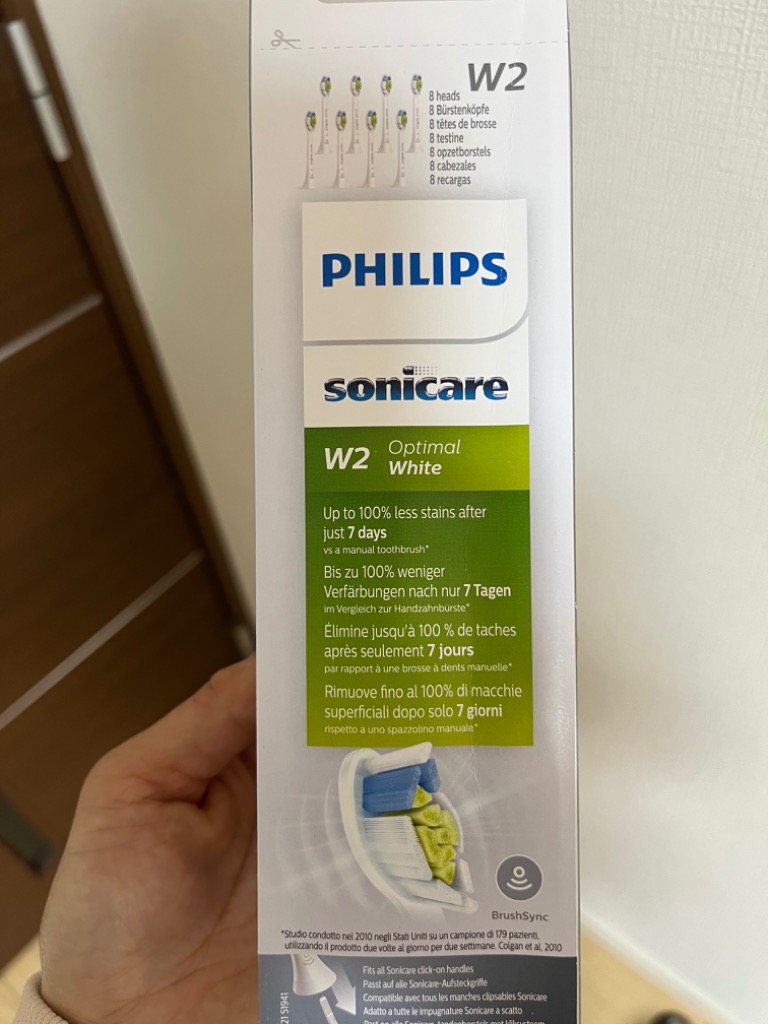 W2
8 heads
8 Bürstenköpfe
8 têtes de brosse
8 testine
8 opzetborstels
8 cabezales
8 recargas
PHILIPS
sonicare
W2 Optimal
White
Up to 100% less stains after
just 7 days
vs a manual toothbrush*
Bis zu 100% weniger
Verfärbungen nach nur 7 Tagen
im Vergleich zur Handzahnbürste*
Élimine jusqu'à 100 % de taches
après seulement 7 jours
par rapport à une brosse à dents manuelle*
Rimuove fino al 100% di macchie
superficiali dopo solo 7 giorni
rispetto a uno spazzolino manuale*
BrushSync
*Studio condotto nel 2010 negli Stati Uniti su un campione di 179 pazienti,
utilizzando il prodotto due volte al giorno per due settimane. Colgan et al, 2010
Fits all Sonicare click-on handles
Passt auf alle Sonicare-Aufsteckgriffe
Compatible avec tous les manches clipsables Sonicare
Adatto a tutte le impugnature Sonicare a scatto
21 51941